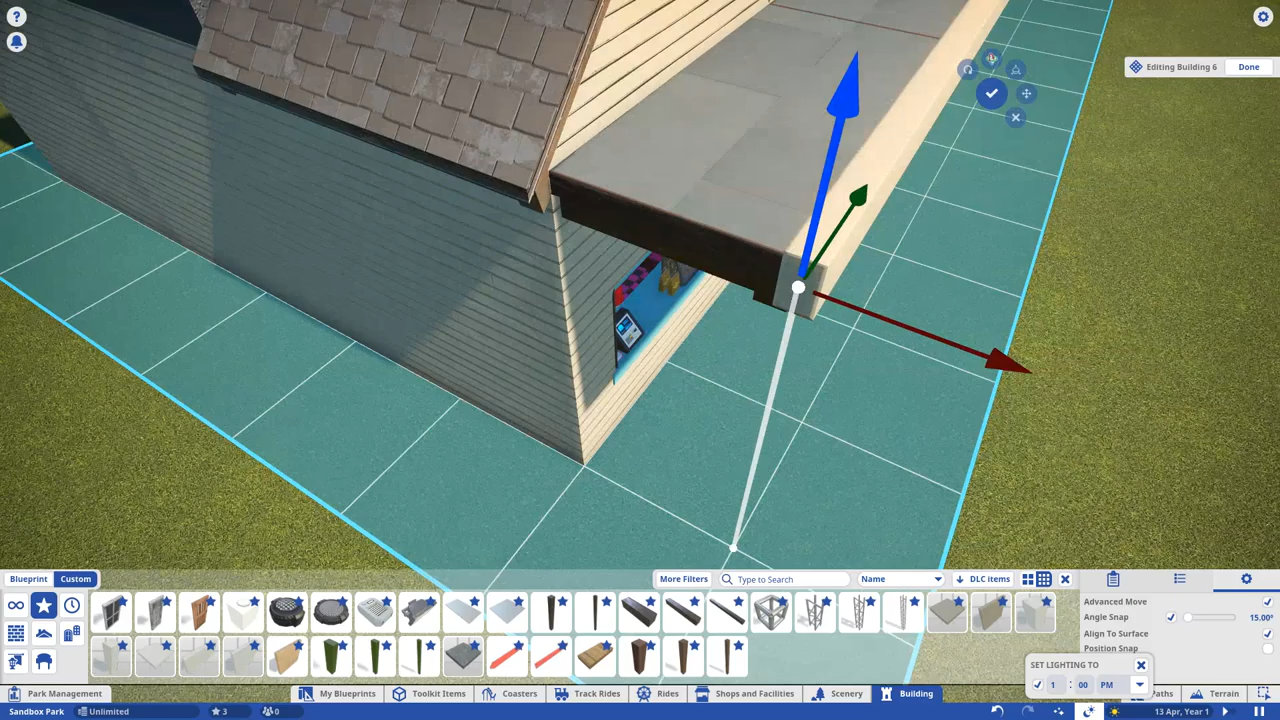 ?
Editing Building 6 Done
Blueprint Custom More Filters Type to Search Name DLC items
Advanced Move
Angle Snap 15.00°
Align To Surface
Position Snap
SET LIGHTING TO
1 : 00 PM
Park Management My Blueprints Toolkit Items Coasters Track Rides Rides Shops and Facilities Scenery Building Paths Terrain
Sandbox Park Unlimited 3 0 13 Apr, Year 1